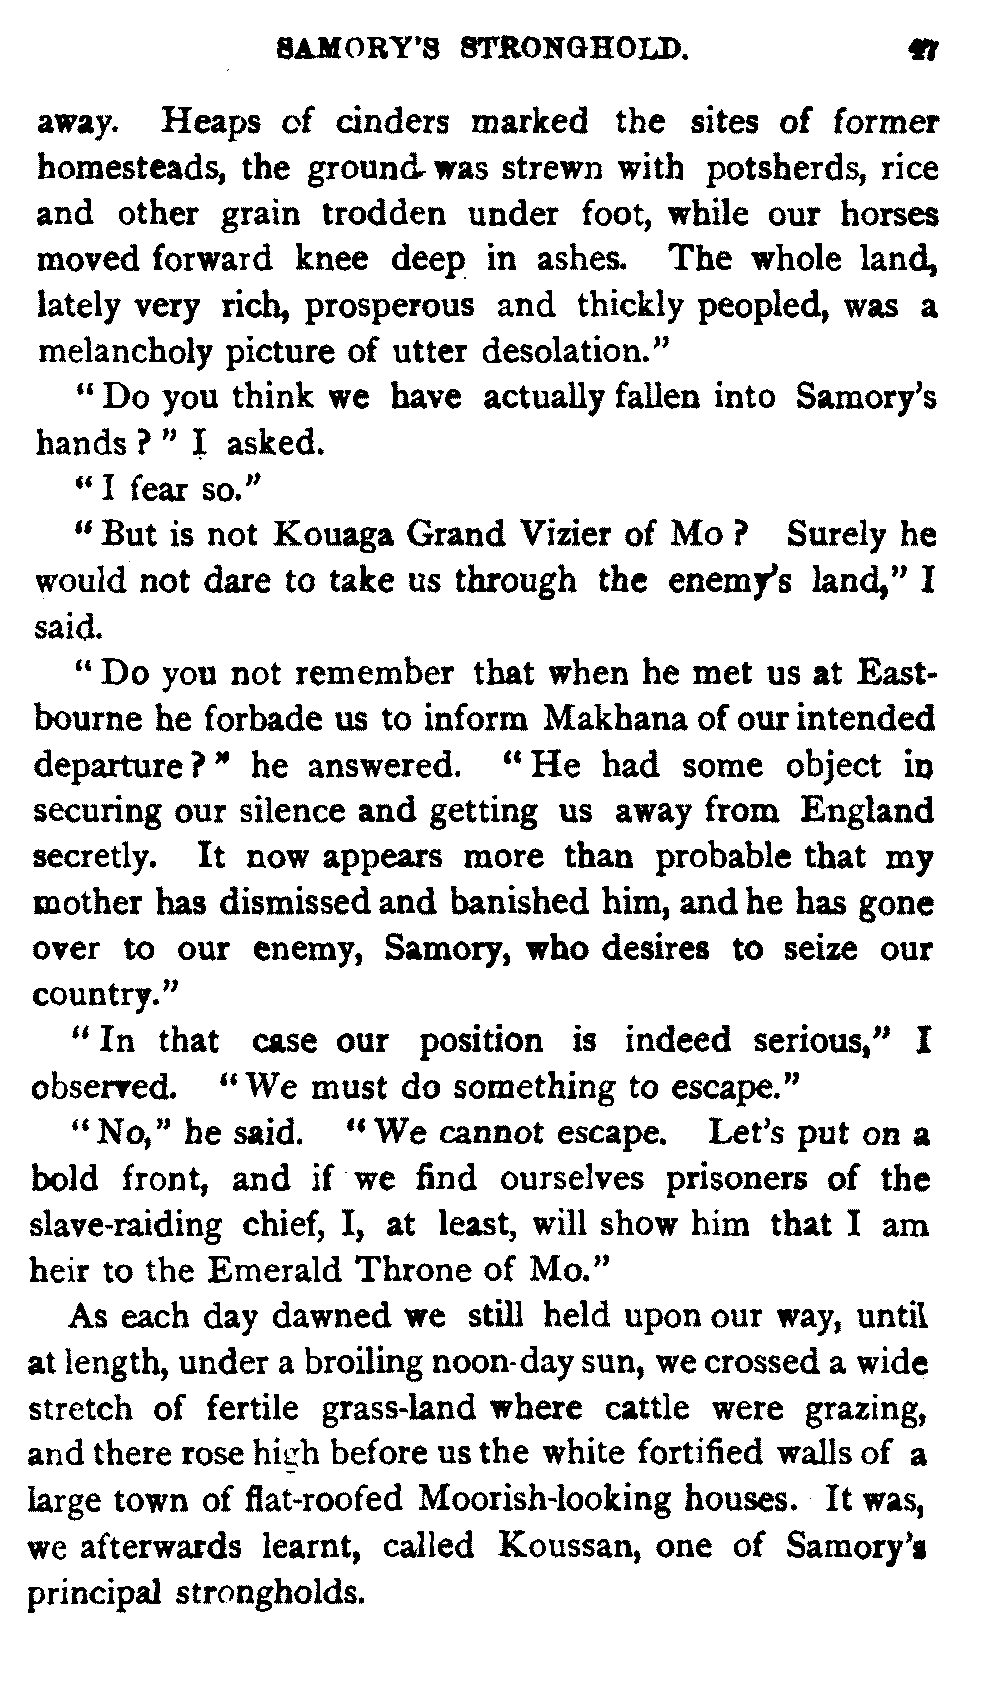 SAMORY'S STRONGHOLD. 47
away. Heaps of cinders marked the sites of former
homesteads, the ground was strewn with potsherds, rice
and other grain trodden under foot, while our horses
moved forward knee deep in ashes. The whole land,
lately very rich, prosperous and thickly peopled, was a
melancholy picture of utter desolation."
"Do you think we have actually fallen into Samory's
hands?" I asked.
"I fear so."
"But is not Kouaga Grand Vizier of Mo? Surely he
would not dare to take us through the enemy's land," I
said.
"Do you not remember that when he met us at East-
bourne he forbade us to inform Makhana of our intended
departure?" he answered. "He had some object in
securing our silence and getting us away from England
secretly. It now appears more than probable that my
mother has dismissed and banished him, and he has gone
over to our enemy, Samory, who desires to seize our
country."
"In that case our position is indeed serious," I
observed. "We must do something to escape."
"No," he said. "We cannot escape. Let's put on a
bold front, and if we find ourselves prisoners of the
slave-raiding chief, I, at least, will show him that I am
heir to the Emerald Throne of Mo."
As each day dawned we still held upon our way, until
at length, under a broiling noon-day sun, we crossed a wide
stretch of fertile grass-land where cattle were grazing,
and there rose high before us the white fortified walls of a
large town of flat-roofed Moorish-looking houses. It was,
we afterwards learnt, called Koussan, one of Samory's
principal strongholds.